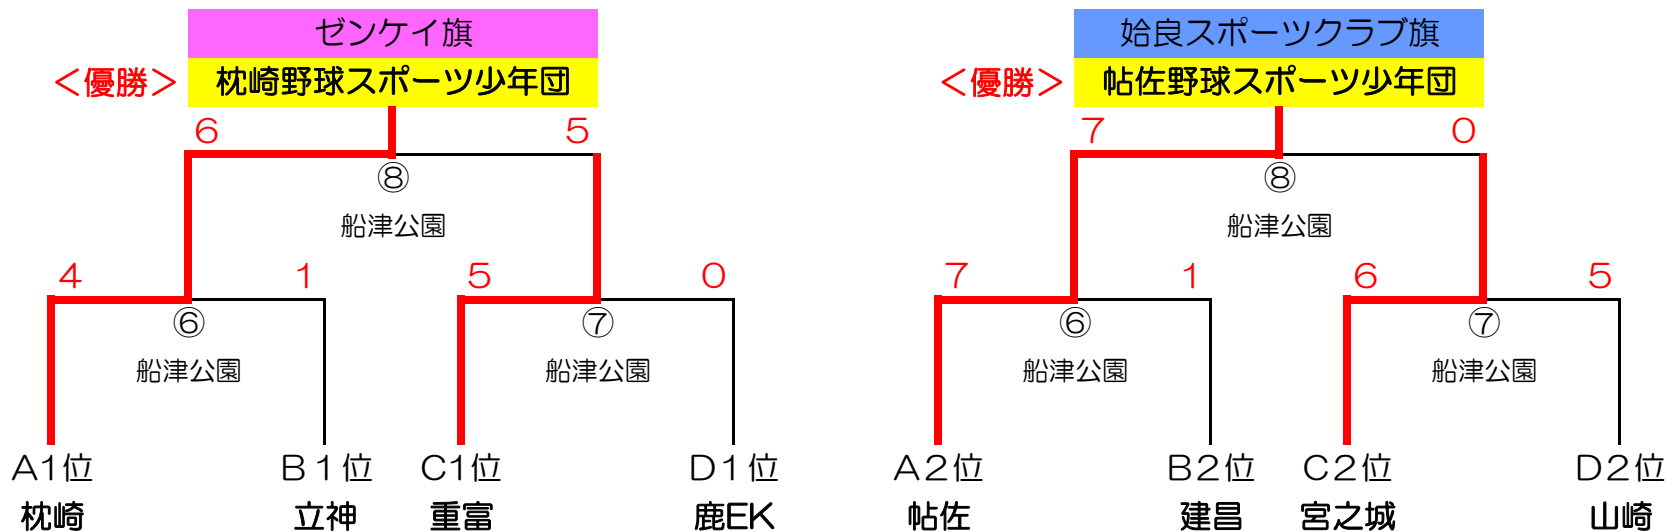 ゼンケイ旗
＜優勝＞
枕崎野球スポーツ少年団
6
5
⑧
船津公園
4
1
5
0
⑥
⑦
船津公園
船津公園
A1位
B1位
C1位
D1位
枕崎
立神
重富
鹿EK
姶良スポーツクラブ旗
＜優勝＞
帖佐野球スポーツ少年団
7
0
⑧
船津公園
7
1
6
5
⑥
⑦
船津公園
船津公園
A2位
B2位
C2位
D2位
帖佐
建昌
宮之城
山崎